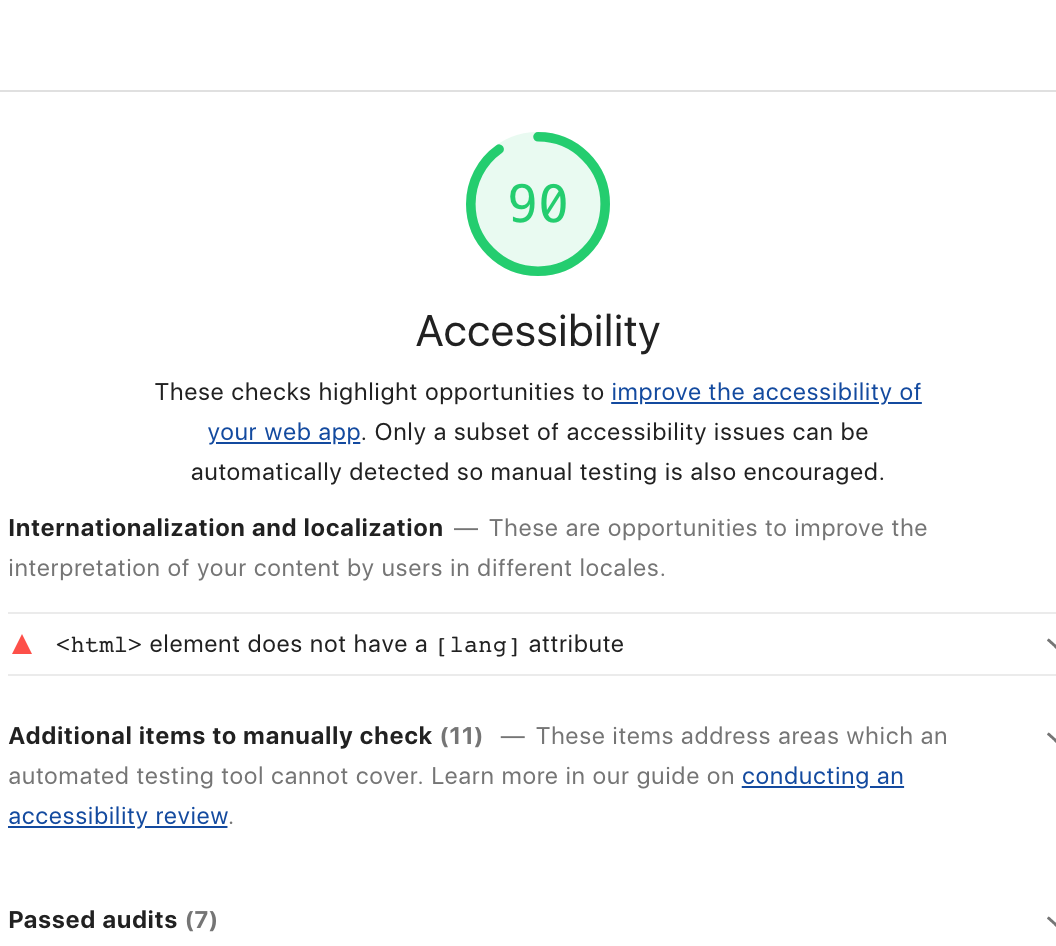 90
Accessibility
These checks highlight opportunities to improve the accessibility of
your web app. Only a subset of accessibility issues can be
automatically detected so manual testing is also encouraged.
Internationalization and localization — These are opportunities to improve the
interpretation of your content by users in different locales.
<html> element does not have a [lang] attribute
Additional items to manually check (11) — These items address areas which an
automated testing tool cannot cover. Learn more in our guide on conducting an
accessibility review.
Passed audits (7)